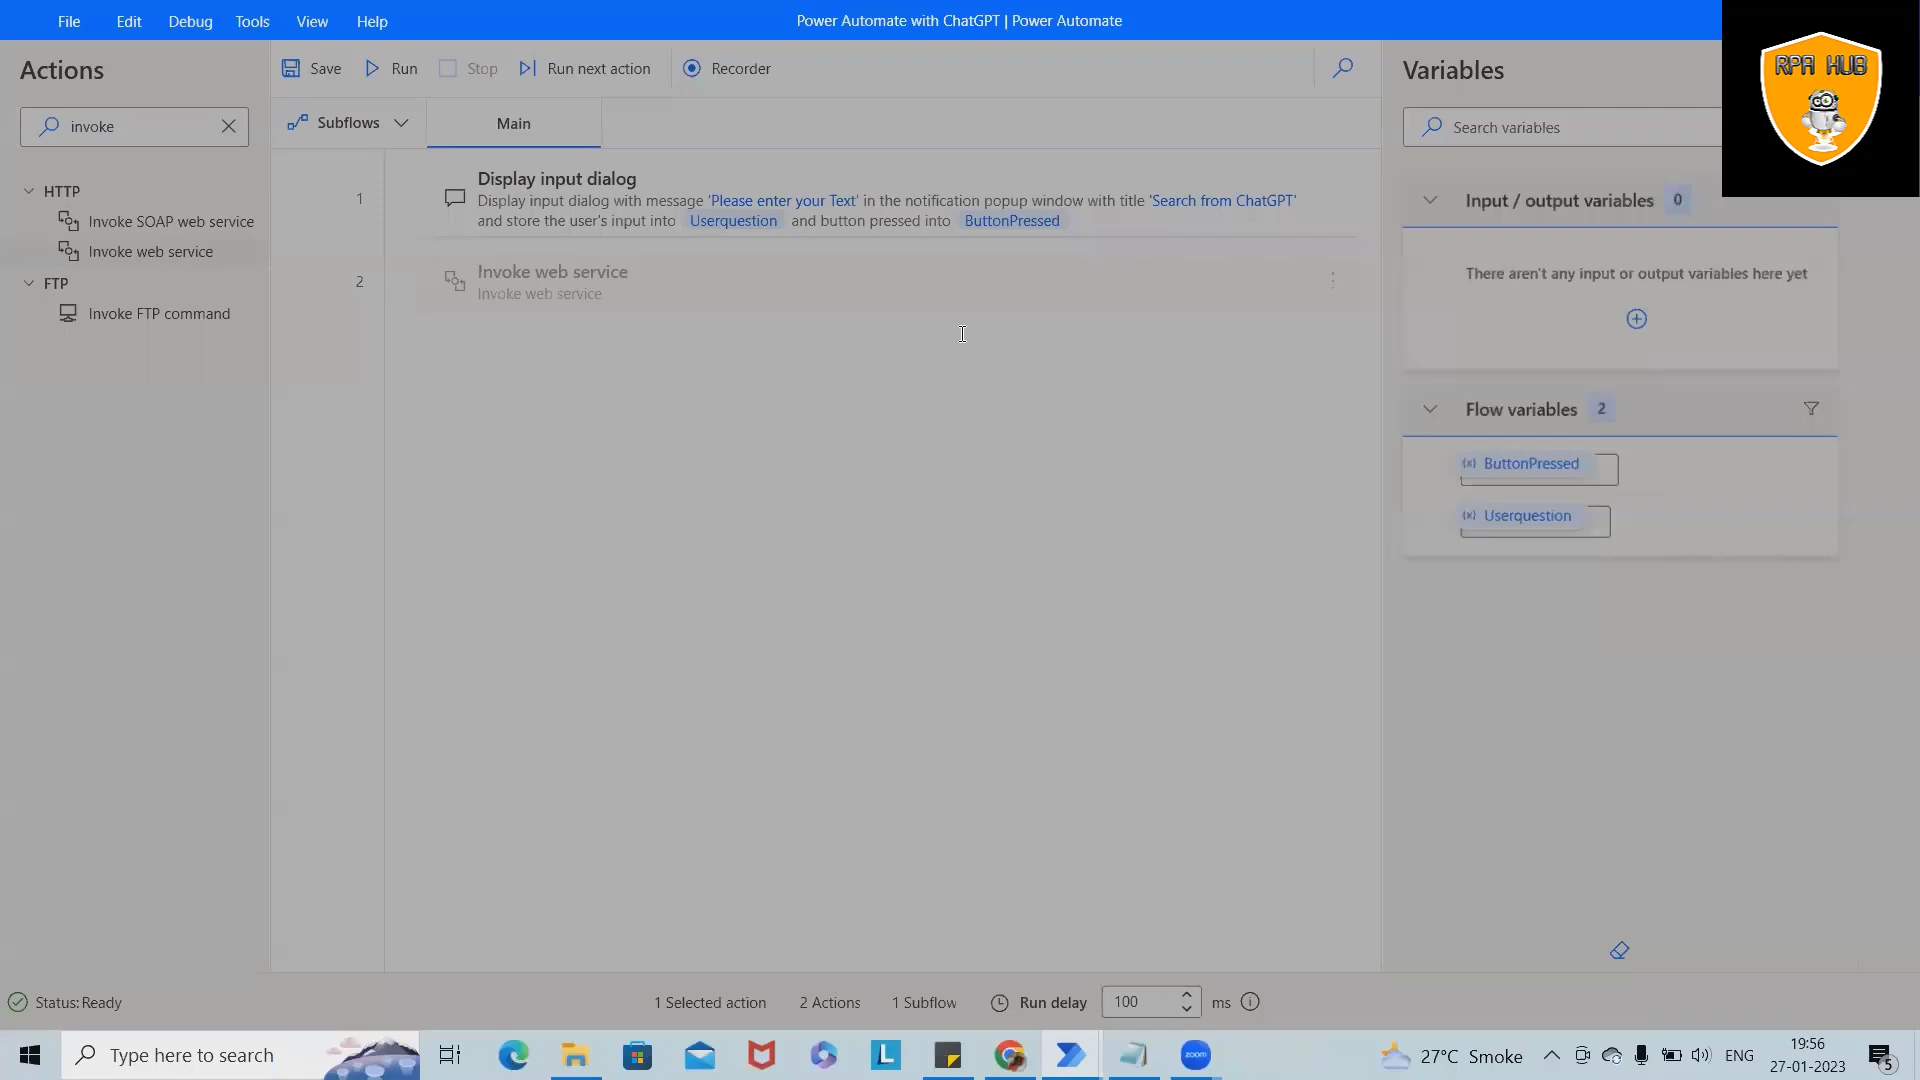 File Edit Debug Tools View Help
Power Automate with ChatGPT | Power Automate
RPA HUB
Actions
invoke
HTTP
Invoke SOAP web service
Invoke web service
FTP
Invoke FTP command
Save Run Stop Run next action Recorder
Subflows Main
1
Display input dialog
Display input dialog with message 'Please enter your Text' in the notification popup window with title 'Search from ChatGPT'
and store the user's input into Userquestion and button pressed into ButtonPressed
2
Invoke web service
Invoke web service
Variables
Search variables
Input / output variables 0
There aren't any input or output variables here yet
Flow variables 2
(x) ButtonPressed
(x) Userquestion
Status: Ready
1 Selected action 2 Actions 1 Subflow Run delay 100 ms
Type here to search
L
zoom
27°C Smoke
ENG
19:56
27-01-2023
5